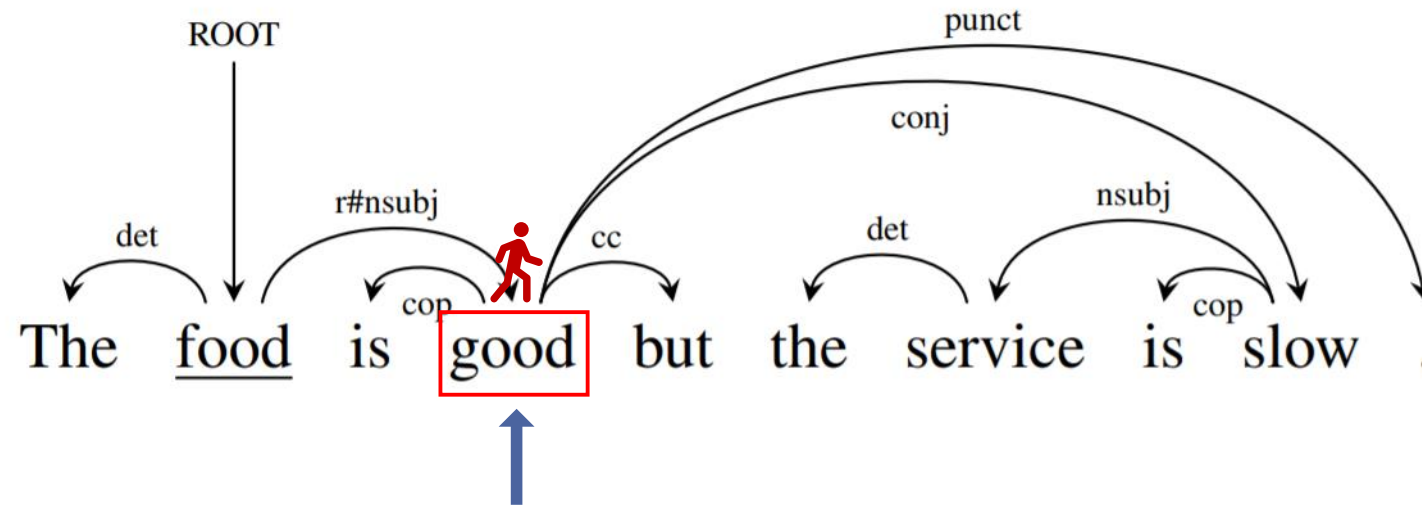 punct
ROOT
conj
r#nsubj
nsubj
det
cc
det
cop
cop
The food is good but the service is slow .